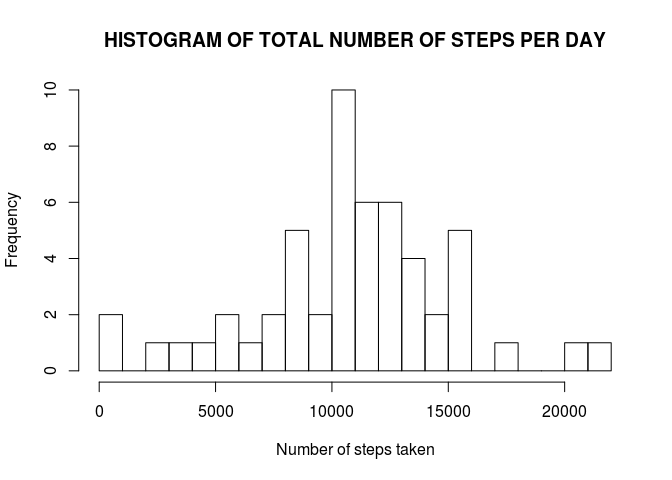 HISTOGRAM OF TOTAL NUMBER OF STEPS PER DAY
10
8
6
4
2
0
Frequency
0 5000 10000 15000 20000
Number of steps taken